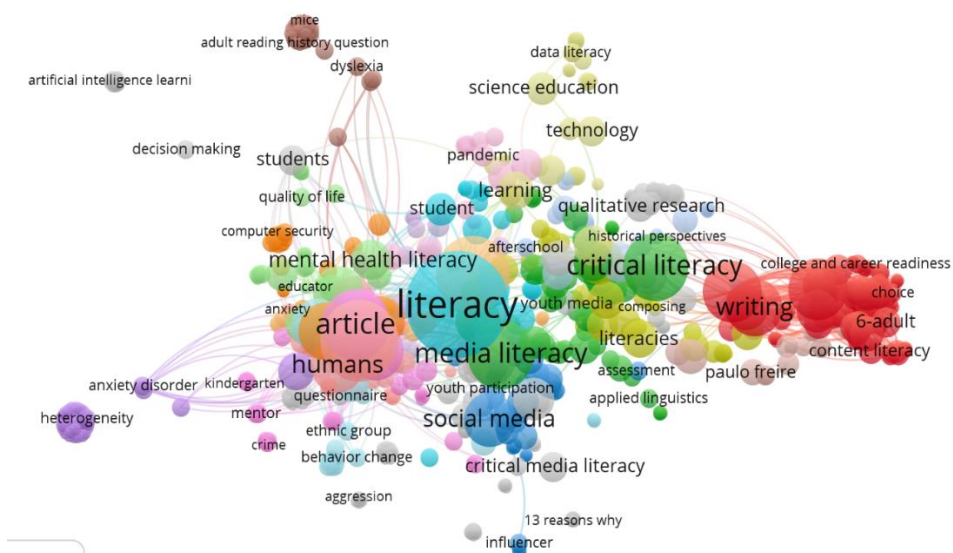 mice
adult reading history question
data literacy
dyslexia
artificial intelligence learni
science education
technology
decision making
students
pandemic
quality of life
learning
student
qualitative research
computer security
historical perspectives
afterschool
mental health literacy
critical literacy
college and career readiness
educator
choice
literacy
youth media
composing
writing
anxiety
article
6-adult
literacies
media literacy
content literacy
humans
assessment
paulo freire
anxiety disorder
kindergarten
youth participation
questionnaire
applied linguistics
heterogeneity
mentor
social media
ethnic group
crime
behavior change
critical media literacy
aggression
13 reasons why
influencer